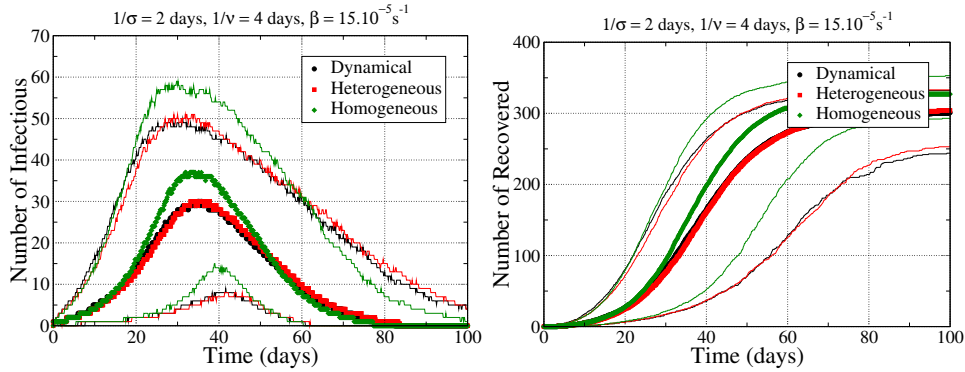 1/σ = 2 days, 1/ν = 4 days, β = 15.10⁻⁵s⁻¹
70
60
50
40
30
20
10
0
Number of Infectious
Dynamical
Heterogeneous
Homogeneous
0 20 40 60 80 100
Time (days)
1/σ = 2 days, 1/ν = 4 days, β = 15.10⁻⁵s⁻¹
400
300
200
100
0
Number of Recovered
Dynamical
Heterogeneous
Homogeneous
0 20 40 60 80 100
Time (days)